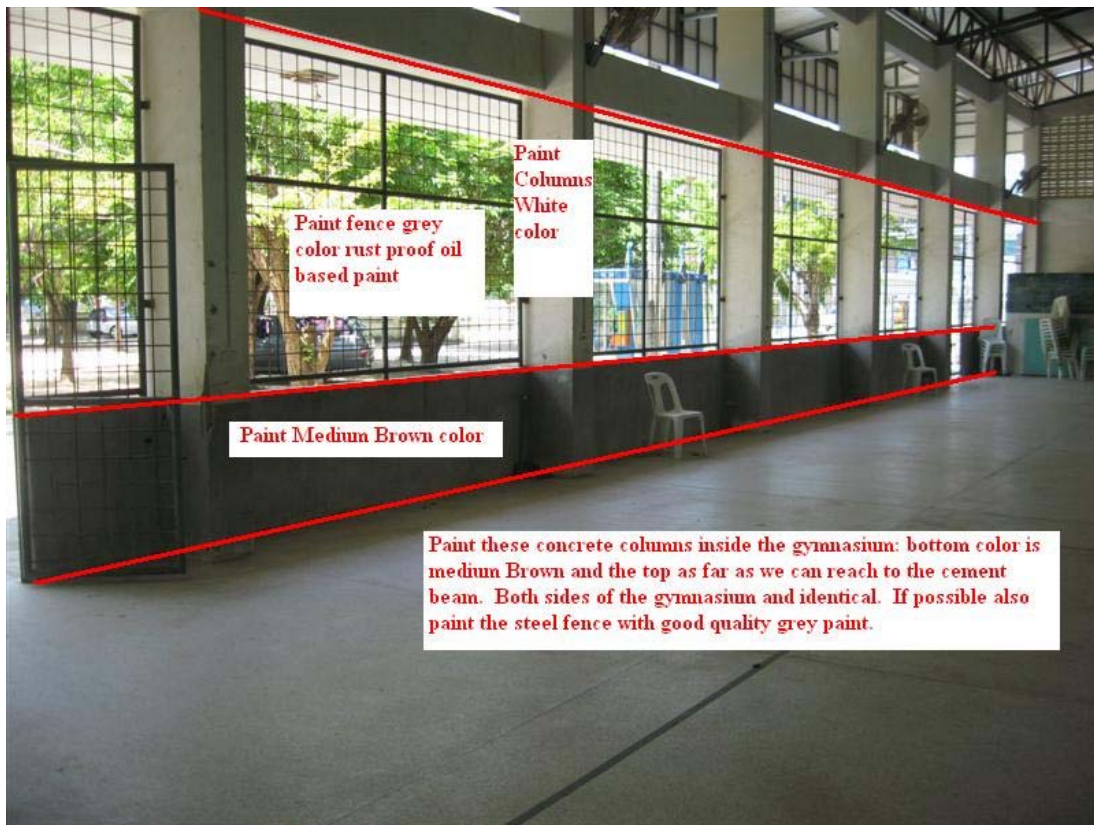 Paint
Columns
White
color
Paint fence grey
color rust proof oil
based paint
Paint Medium Brown color
Paint these concrete columns inside the gymnasium: bottom color is
medium Brown and the top as far as we can reach to the cement
beam. Both sides of the gymnasium and identical. If possible also
paint the steel fence with good quality grey paint.